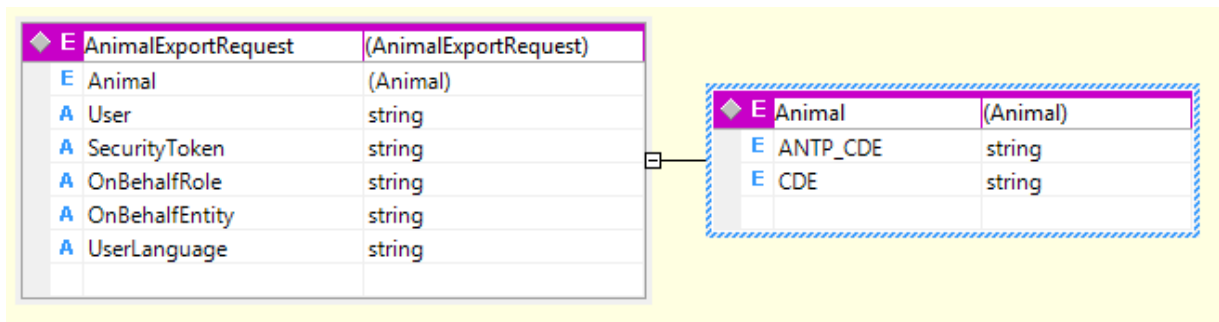 E AnimalExportRequest (AnimalExportRequest)
E Animal (Animal)
A User string
A SecurityToken string
A OnBehalfRole string
A OnBehalfEntity string
A UserLanguage string
E Animal (Animal)
E ANTP_CDE string
E CDE string